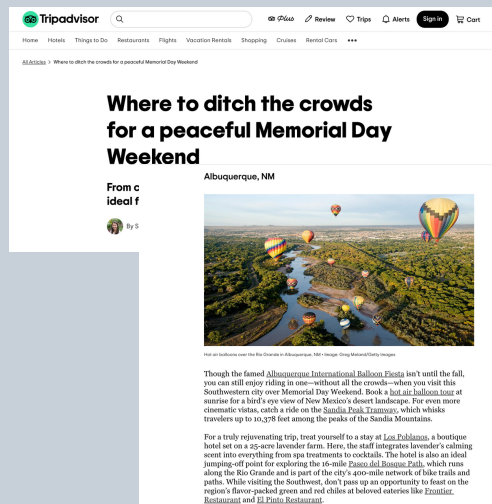 Tripadvisor
Plus Review Trips Alerts Sign in Cart
Home Hotels Things to Do Restaurants Flights Vacation Rentals Shopping Cruises Rental Cars
All Articles > Where to ditch the crowds for a peaceful Memorial Day Weekend
Where to ditch the crowds
for a peaceful Memorial Day
Weekend
From c
ideal f
By S
Albuquerque, NM
Hot air balloons over the Rio Grande in Albuquerque, NM • Image: Greg Meland/Getty Images
Though the famed Albuquerque International Balloon Fiesta isn't until the fall,
you can still enjoy riding in one—without all the crowds—when you visit this
Southwestern city over Memorial Day Weekend. Book a hot air balloon tour at
sunrise for a bird's eye view of New Mexico's desert landscape. For even more
cinematic vistas, catch a ride on the Sandia Peak Tramway, which whisks
travelers up to 10,378 feet among the peaks of the Sandia Mountains.
For a truly rejuvenating trip, treat yourself to a stay at Los Poblanos, a boutique
hotel set on a 25-acre lavender farm. Here, the staff integrates lavender's calming
scent into everything from spa treatments to cocktails. The hotel is also an ideal
jumping-off point for exploring the 16-mile Paseo del Bosque Path, which runs
along the Rio Grande and is part of the city's 400-mile network of bike trails and
paths. While visiting the Southwest, don't pass up an opportunity to feast on the
region's flavor-packed green and red chiles at beloved eateries like Frontier
Restaurant and El Pinto Restaurant.